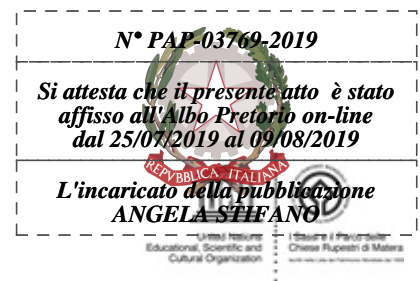 N° PAP-03769-2019
Si attesta che il presente atto è stato
affisso all'Albo Pretorio on-line
dal 25/07/2019 al 09/08/2019
REPVBBLICA ITALIANA
L'incaricato della pubblicazione
ANGELA STIFANO
United Nations
Educational, Scientific and
Cultural Organization
I Sassi e il Parco delle
Chiese Rupestri di Matera